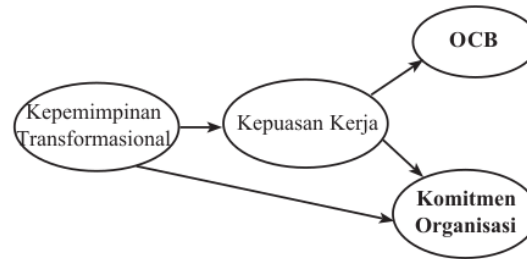 OCB
Kepemimpinan
Transformasional
Kepuasan Kerja
Komitmen
Organisasi